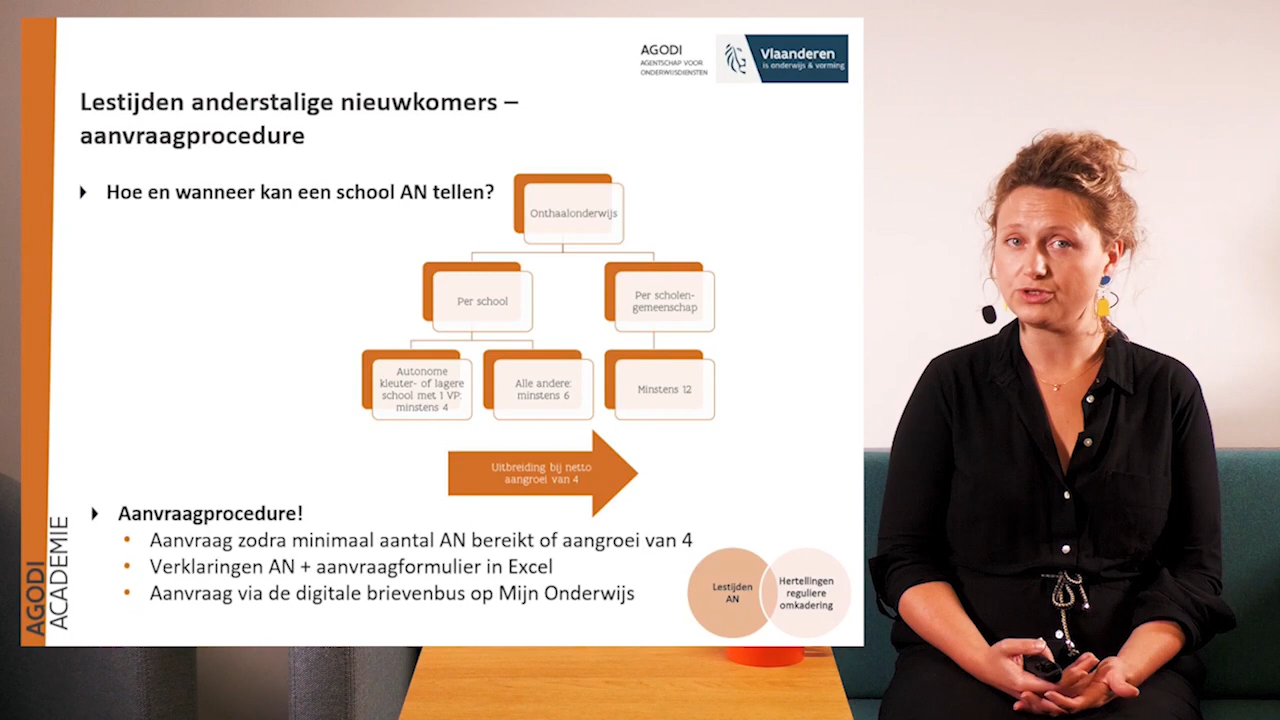 AGODI
AGENTSCHAP VOOR
ONDERWIJSDIENSTEN
Vlaanderen
is onderwijs & vorming
Lestijden anderstalige nieuwkomers –
aanvraagprocedure
Hoe en wanneer kan een school AN tellen?
Onthaalonderwijs
Per school
Per scholen-
gemeenschap
Autonome
kleuter- of lagere
school met 1 VP:
minstens 4
Alle andere:
minstens 6
Minstens 12
Uitbreiding bij netto
aangroei van 4
Aanvraagprocedure!
• Aanvraag zodra minimaal aantal AN bereikt of aangroei van 4
• Verklaringen AN + aanvraagformulier in Excel
• Aanvraag via de digitale brievenbus op Mijn Onderwijs
Lestijden
AN
Hertellingen
reguliere
omkadering
AGODI
ACADEMIE